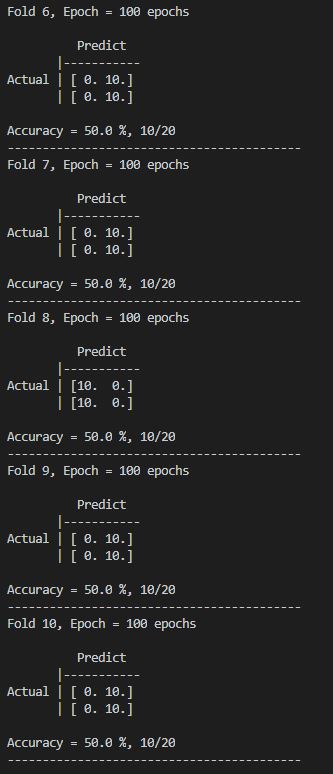 Fold 6, Epoch = 100 epochs
Predict
|-----------
Actual | [ 0. 10.]
| [ 0. 10.]
Accuracy = 50.0 %, 10/20
------------------------------------------
Fold 7, Epoch = 100 epochs
Predict
|-----------
Actual | [ 0. 10.]
| [ 0. 10.]
Accuracy = 50.0 %, 10/20
------------------------------------------
Fold 8, Epoch = 100 epochs
Predict
|-----------
Actual | [10.  0.]
| [10.  0.]
Accuracy = 50.0 %, 10/20
------------------------------------------
Fold 9, Epoch = 100 epochs
Predict
|-----------
Actual | [ 0. 10.]
| [ 0. 10.]
Accuracy = 50.0 %, 10/20
------------------------------------------
Fold 10, Epoch = 100 epochs
Predict
|-----------
Actual | [ 0. 10.]
| [ 0. 10.]
Accuracy = 50.0 %, 10/20
------------------------------------------